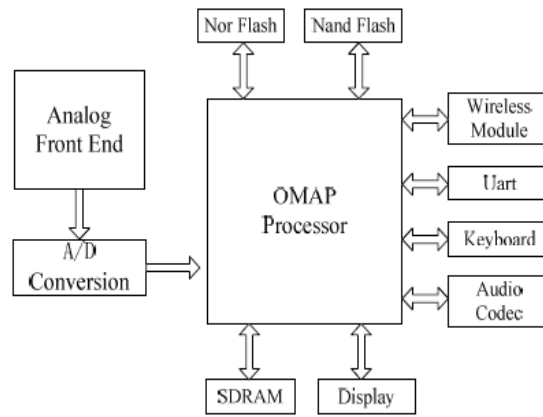 Nor Flash
Nand Flash
Analog
Front End
Wireless
Module
OMAP
Processor
Uart
A/D
Conversion
Keyboard
Audio
Codec
SDRAM
Display